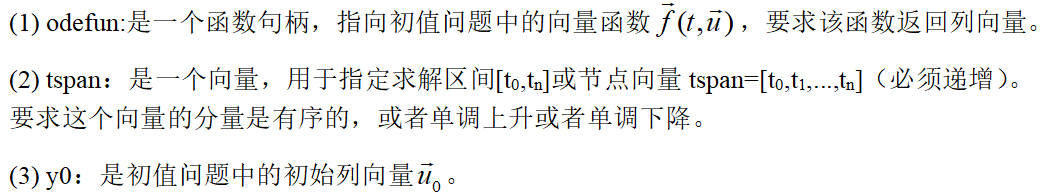 (1) odefun:是一个函数句柄，指向初值问题中的向量函数 f⃗(t,u⃗)，要求该函数返回列向量。
(2) tspan：是一个向量，用于指定求解区间[t₀,tₙ]或节点向量 tspan=[t₀,t₁,...,tₙ]（必须递增）。
要求这个向量的分量是有序的，或者单调上升或者单调下降。
(3) y0：是初值问题中的初始列向量 u⃗₀。